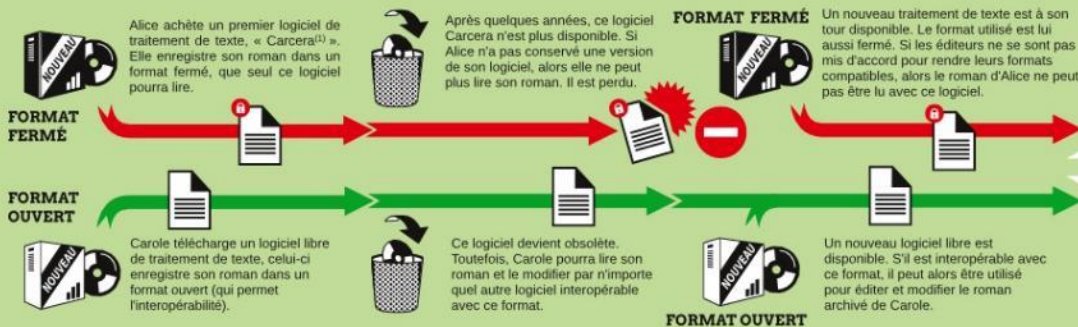 Alice achète un premier logiciel de
traitement de texte, « Carcera(1) ».
Elle enregistre son roman dans un
format fermé, que seul ce logiciel
pourra lire.
NOUVEAU
FORMAT
FERMÉ
Après quelques années, ce logiciel
Carcera n'est plus disponible. Si
Alice n'a pas conservé une version
de son logiciel, alors elle ne peut
plus lire son roman. Il est perdu.
FORMAT FERMÉ
NOUVEAU
Un nouveau traitement de texte est à son
tour disponible. Le format utilisé est lui
aussi fermé. Si les éditeurs ne se sont pas
mis d'accord pour rendre leurs formats
compatibles, alors le roman d'Alice ne peut
pas être lu avec ce logiciel.
FORMAT
OUVERT
NOUVEAU
Carole télécharge un logiciel libre
de traitement de texte, celui-ci
enregistre son roman dans un
format ouvert (qui permet
l'interopérabilité).
Ce logiciel devient obsolète.
Toutefois, Carole pourra lire son
roman et le modifier par n'importe
quel autre logiciel interopérable
avec ce format.
NOUVEAU
FORMAT OUVERT
Un nouveau logiciel libre est
disponible. S'il est interopérable avec
ce format, il peut alors être utilisé
pour éditer et modifier le roman
archivé de Carole.